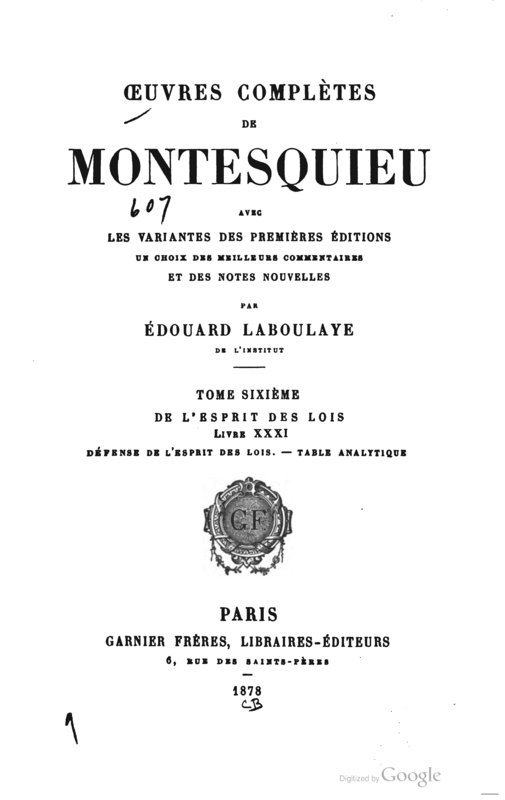 ŒUVRES COMPLÈTES
DE
MONTESQUIEU
607
AVEC
LES VARIANTES DES PREMIÈRES ÉDITIONS
UN CHOIX DES MEILLEURS COMMENTAIRES
ET DES NOTES NOUVELLES
PAR
ÉDOUARD LABOULAYE
DE L'INSTITUT
TOME SIXIÈME
DE L'ESPRIT DES LOIS
LIVRE XXXI
DÉFENSE DE L'ESPRIT DES LOIS. — TABLE ANALYTIQUE
GF
PARIS
GARNIER FRÈRES, LIBRAIRES-ÉDITEURS
6, RUE DES SAINTS-PÈRES
1878
CB
Digitized by Google